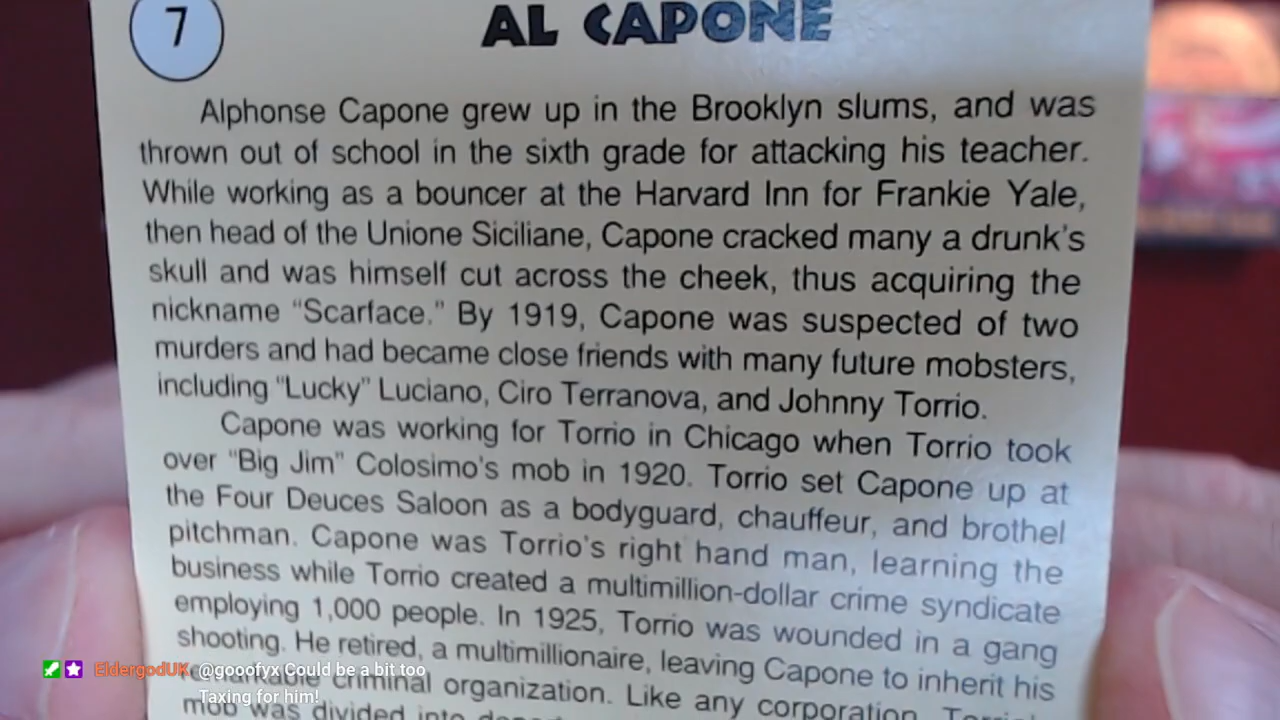 7
AL CAPONE
Alphonse Capone grew up in the Brooklyn slums, and was
thrown out of school in the sixth grade for attacking his teacher.
While working as a bouncer at the Harvard Inn for Frankie Yale,
then head of the Unione Siciliane, Capone cracked many a drunk's
skull and was himself cut across the cheek, thus acquiring the
nickname "Scarface." By 1919, Capone was suspected of two
murders and had became close friends with many future mobsters,
including "Lucky" Luciano, Ciro Terranova, and Johnny Torrio.
Capone was working for Torrio in Chicago when Torrio took
over "Big Jim" Colosimo's mob in 1920. Torrio set Capone up at
the Four Deuces Saloon as a bodyguard, chauffeur, and brothel
pitchman. Capone was Torrio's right hand man, learning the
business while Torrio created a multimillion-dollar crime syndicate
employing 1,000 people. In 1925, Torrio was wounded in a gang
shooting. He retired, a multimillionaire, leaving Capone to inherit his
criminal organization. Like any corporation,
mob was divided into
EldergodUK @gooofyx Could be a bit too
Taxing for him!